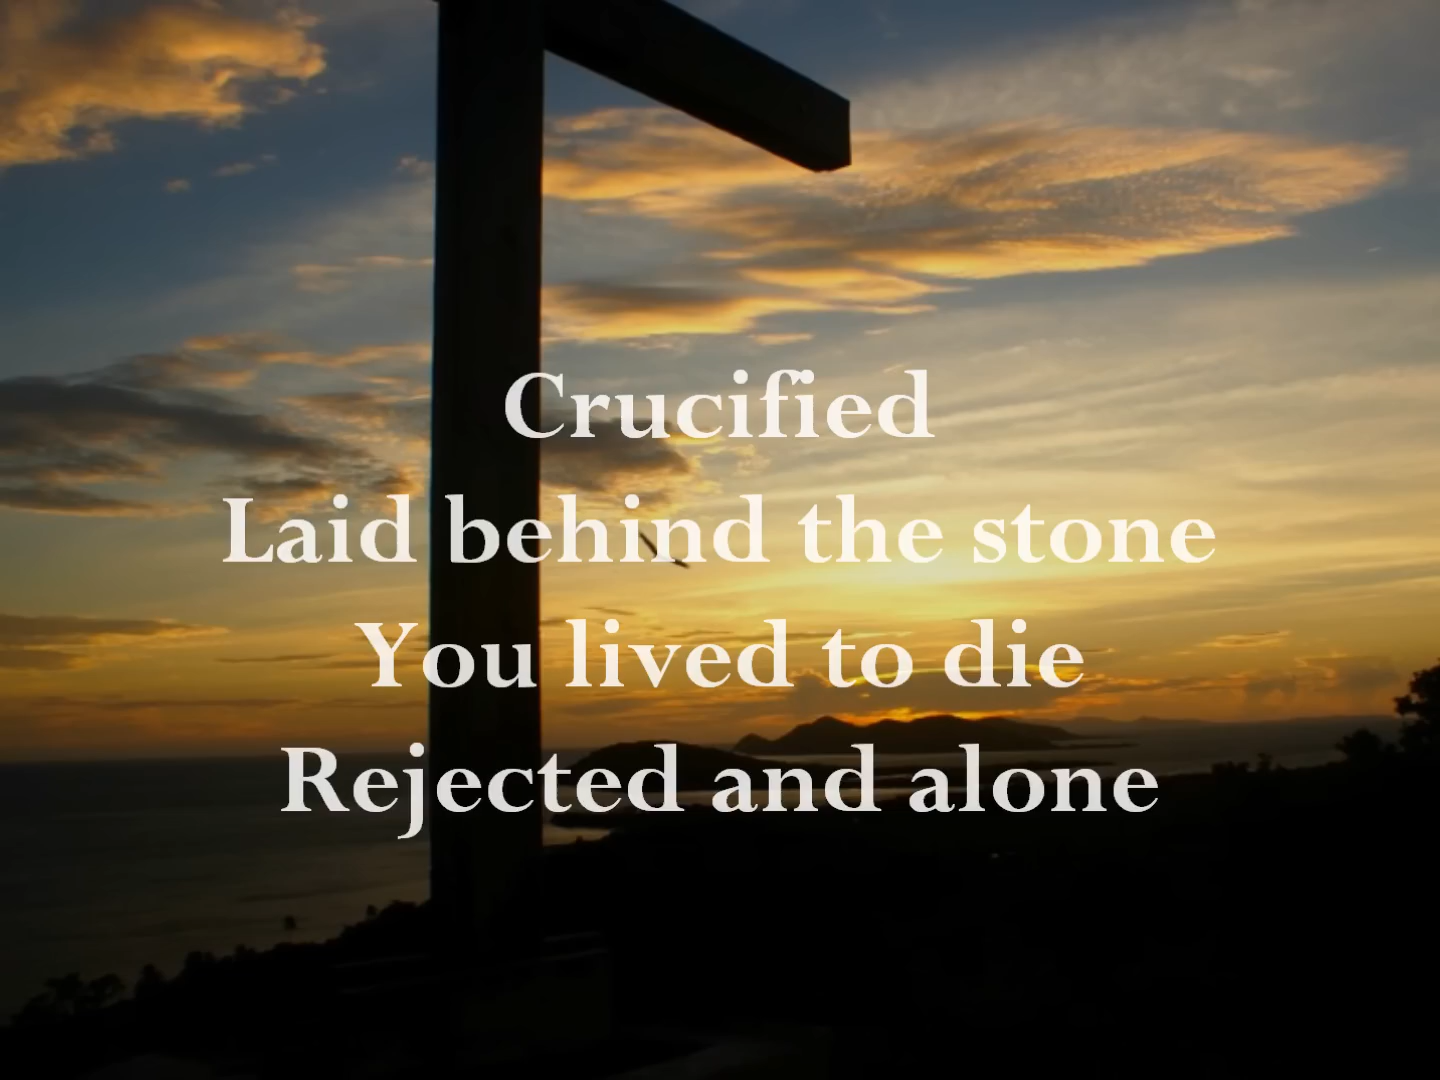 Crucified
Laid behind the stone
You lived to die
Rejected and alone